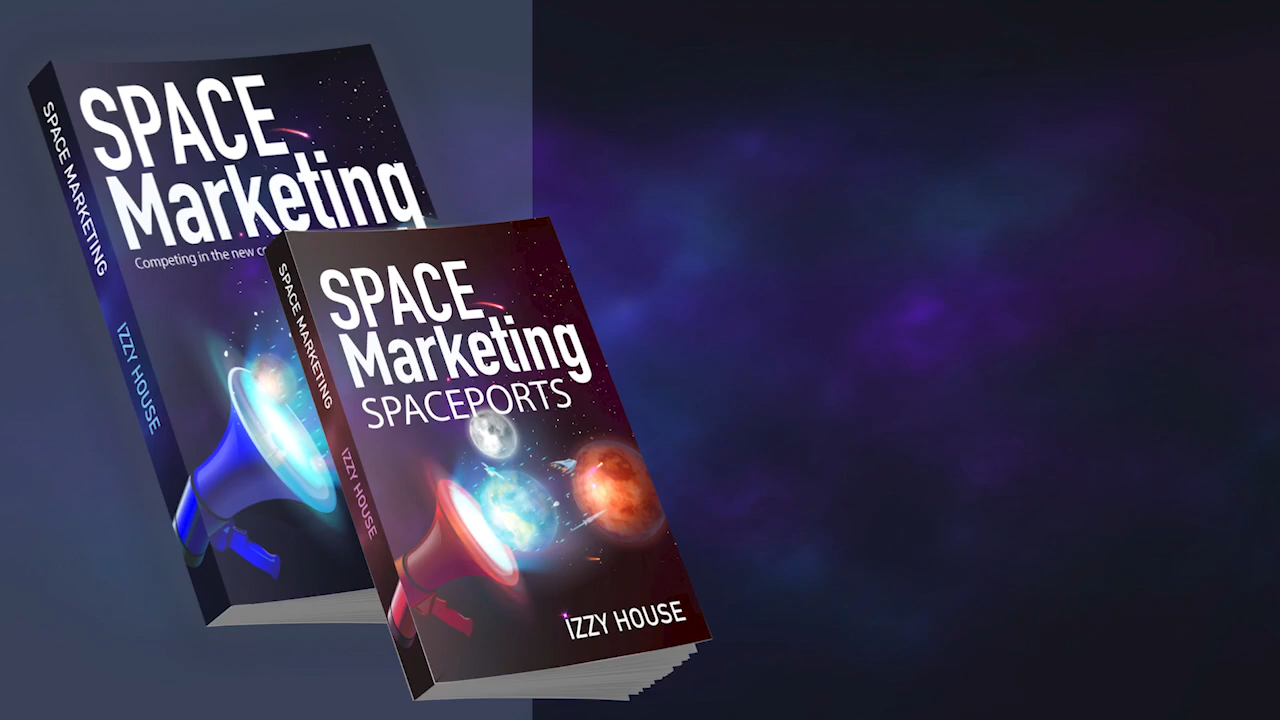 SPACE
Marketing
Competing in the new
SPACE MARKETING
IZZY HOUSE
SPACE
Marketing
SPACEPORTS
SPACE MARKETING
IZZY HOUSE
IZZY HOUSE